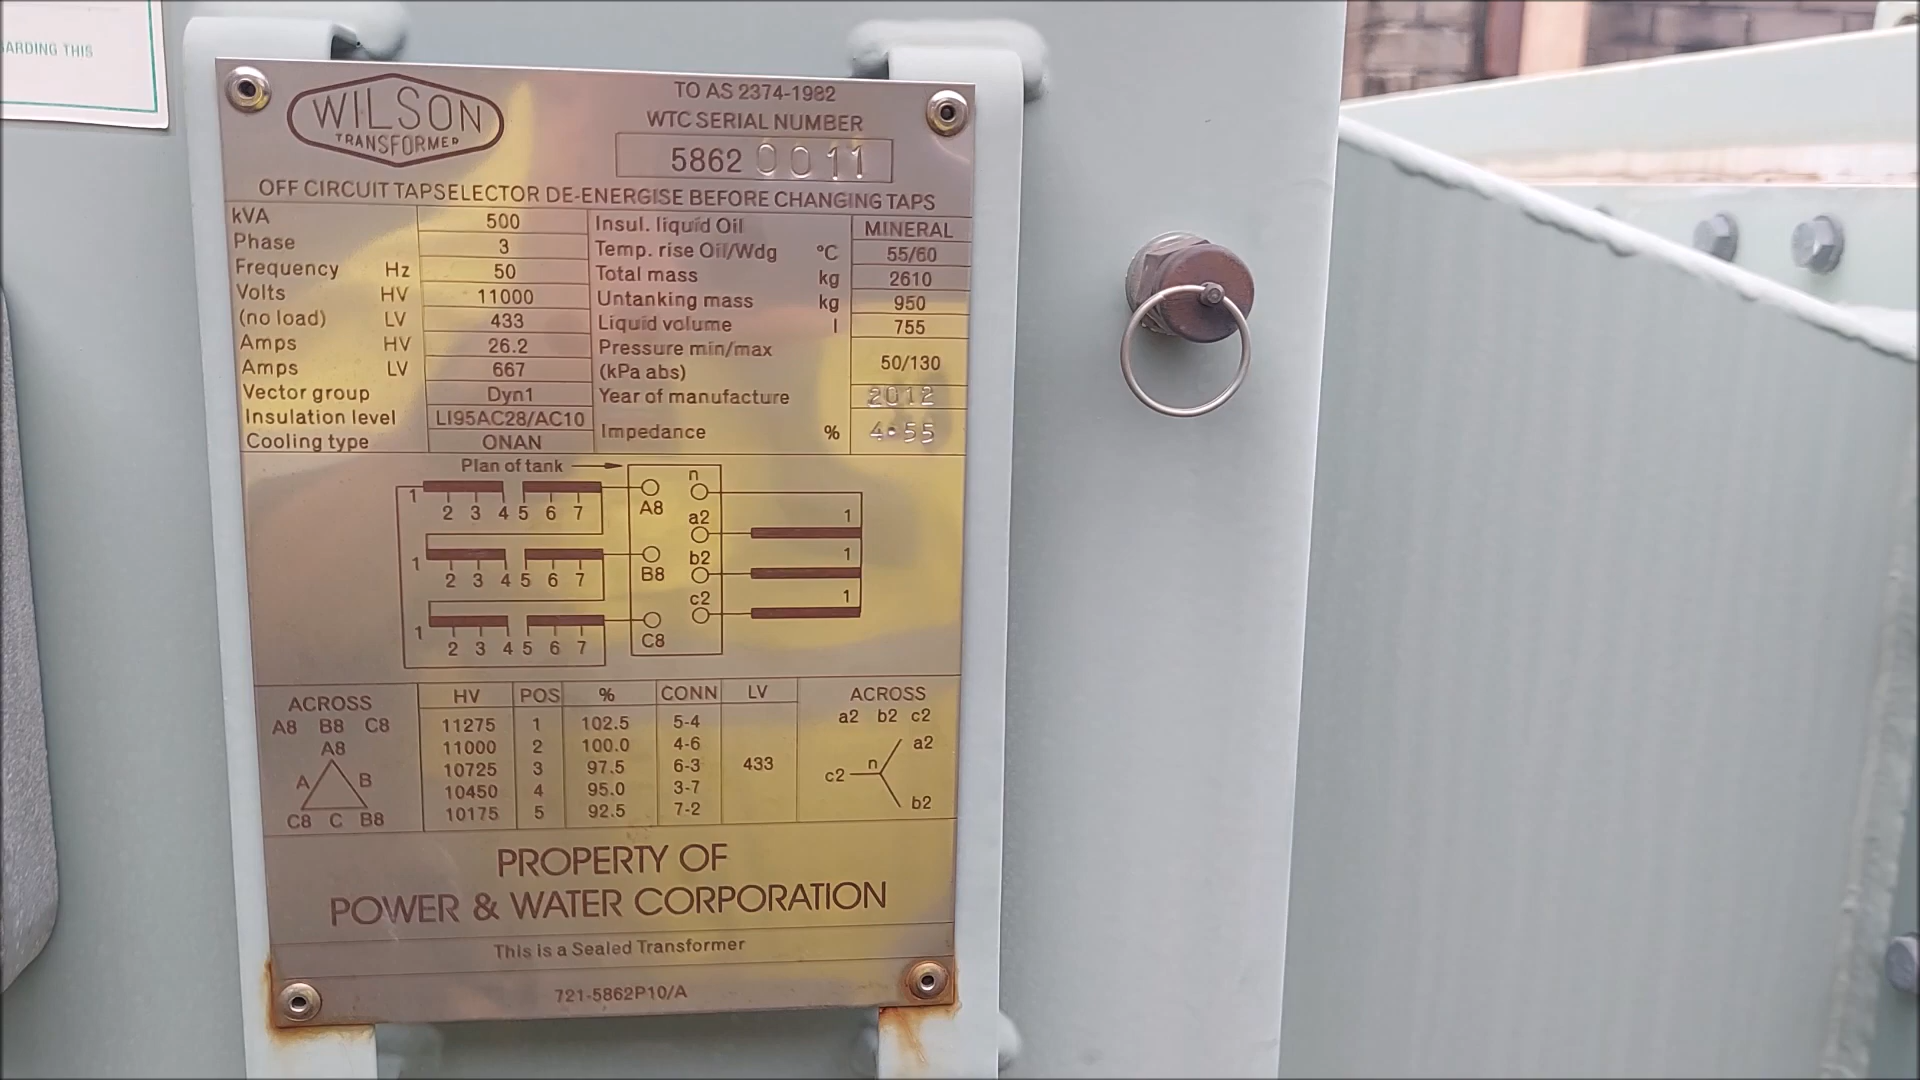 ARDING THIS
WILSON
TRANSFORMER
TO AS 2374-1982
WTC SERIAL NUMBER
5862 0011
OFF CIRCUIT TAPSELECTOR DE-ENERGISE BEFORE CHANGING TAPS
kVA 500
Phase 3
Frequency Hz 50
Volts HV 11000
(no load) LV 433
Amps HV 26.2
Amps LV 667
Vector group Dyn1
Insulation level LI95AC28/AC10
Cooling type ONAN
Insul. liquid Oil MINERAL
Temp. rise Oil/Wdg °C 55/60
Total mass kg 2610
Untanking mass kg 950
Liquid volume l 755
Pressure min/max
(kPa abs) 50/130
Year of manufacture 2012
Impedance % 4.55
Plan of tank
1 2 3 4 5 6 7 A8
1 2 3 4 5 6 7 B8
1 2 3 4 5 6 7 C8
n
a2 1
b2 1
c2 1
ACROSS
A8 B8 C8
A8
A B
C8 C B8
HV POS % CONN LV
11275 1 102.5 5-4
11000 2 100.0 4-6
10725 3 97.5 6-3 433
10450 4 95.0 3-7
10175 5 92.5 7-2
ACROSS
a2 b2 c2
a2
c2 n
b2
PROPERTY OF
POWER & WATER CORPORATION
This is a Sealed Transformer
721-5862P10/A